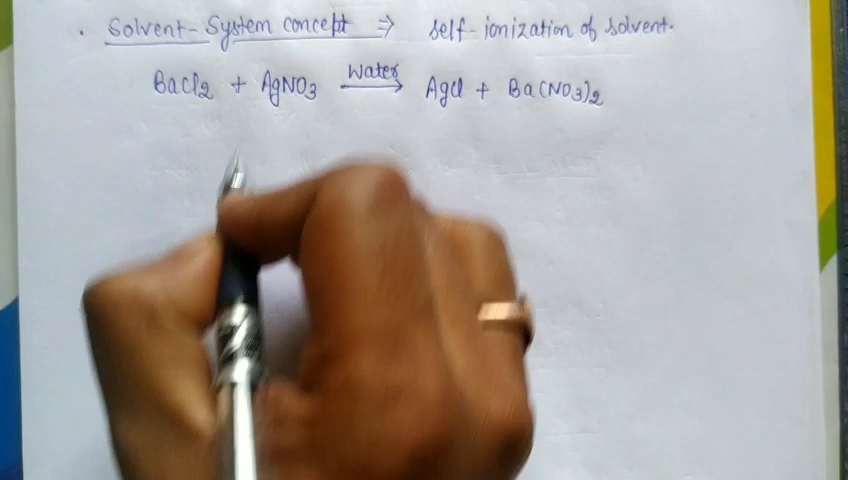 . Solvent-System concept ⇒ self-ionization of solvent.
BaCl2 + AgNO3 Water → AgCl + Ba(NO3)2